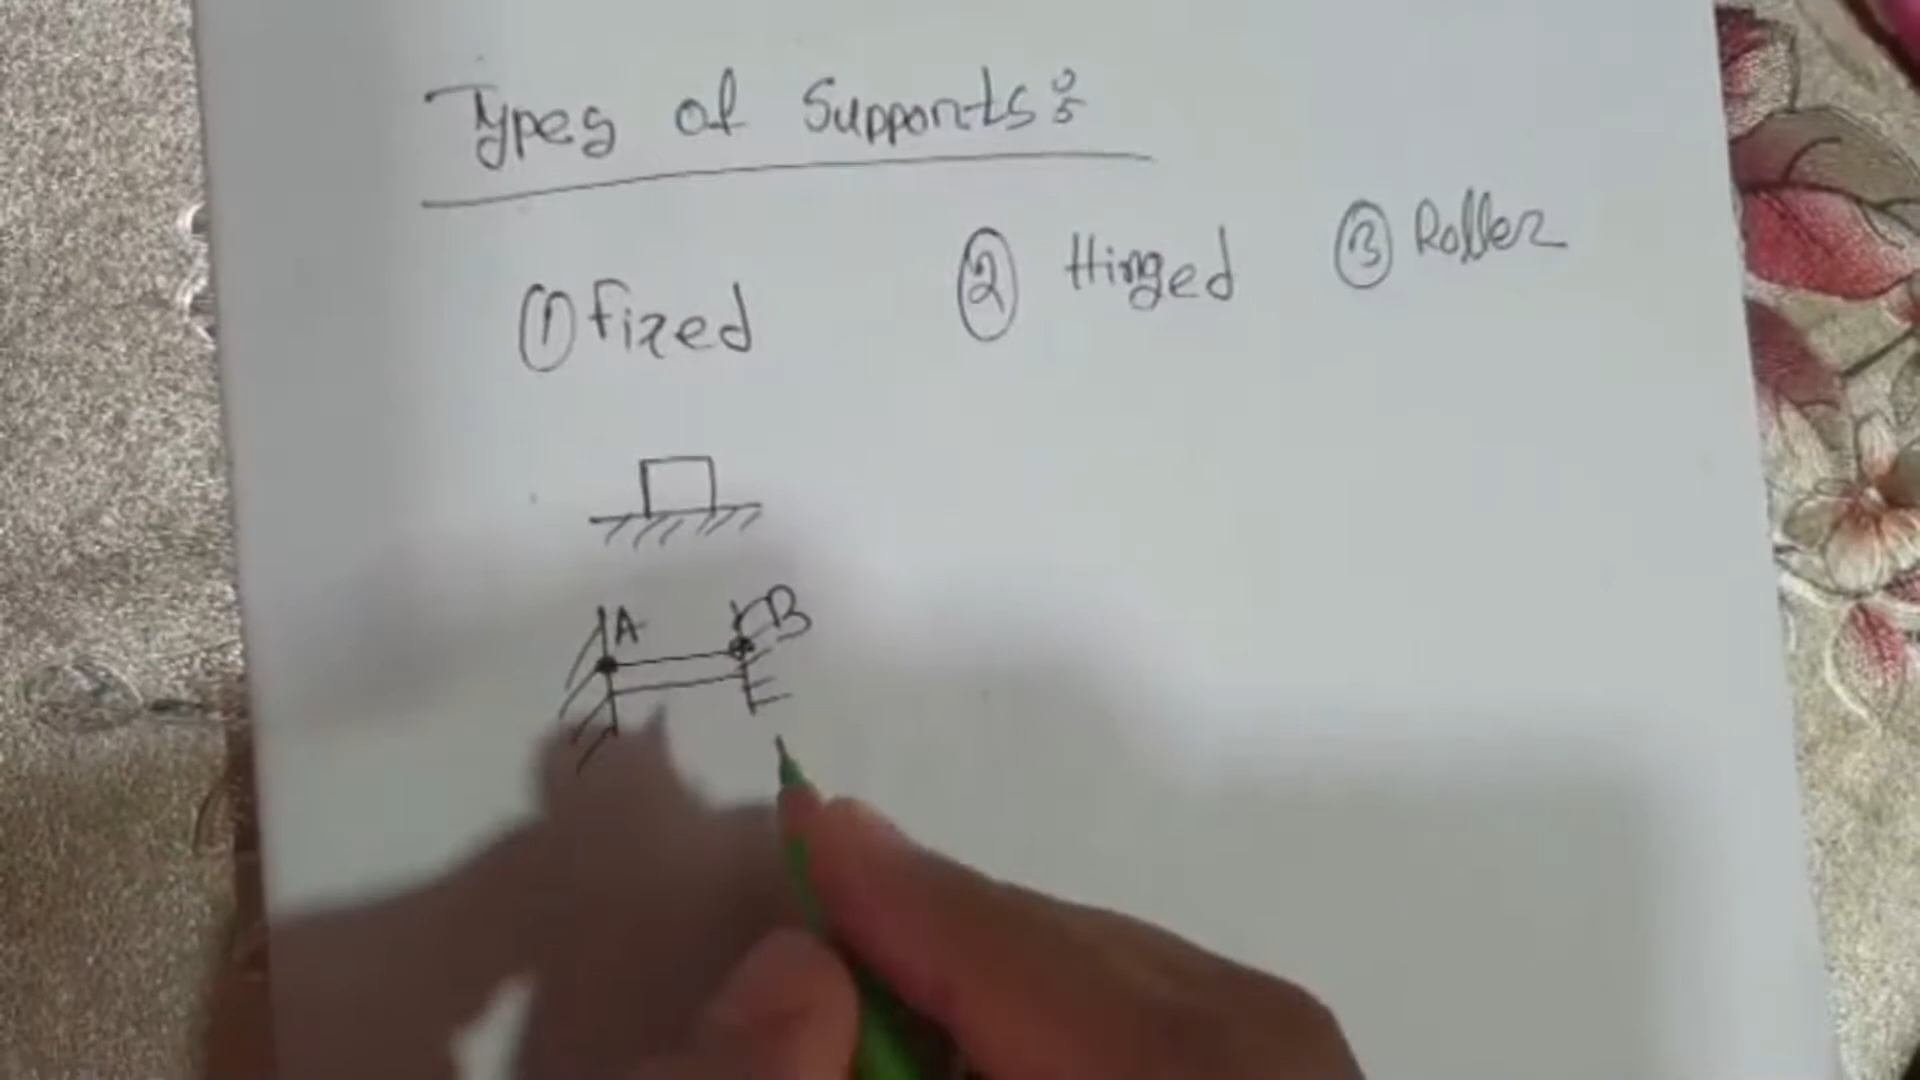 Types of Supports:
① Fixed ② Hinged ③ Roller
A B